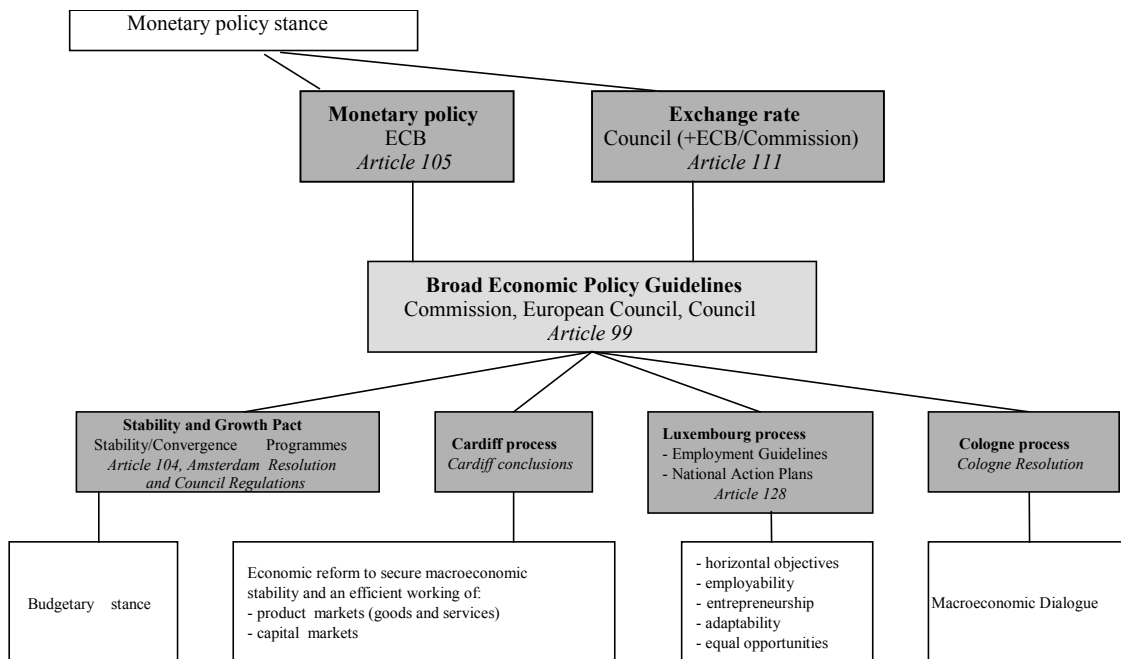 Monetary policy stance
Monetary policy
ECB
Article 105
Exchange rate
Council (+ECB/Commission)
Article 111
Broad Economic Policy Guidelines
Commission, European Council, Council
Article 99
Stability and Growth Pact
Stability/Convergence Programmes
Article 104, Amsterdam Resolution
and Council Regulations
Cardiff process
Cardiff conclusions
Luxembourg process
- Employment Guidelines
- National Action Plans
Article 128
Cologne process
Cologne Resolution
Budgetary stance
Economic reform to secure macroeconomic
stability and an efficient working of:
- product markets (goods and services)
- capital markets
- horizontal objectives
- employability
- entrepreneurship
- adaptability
- equal opportunities
Macroeconomic Dialogue